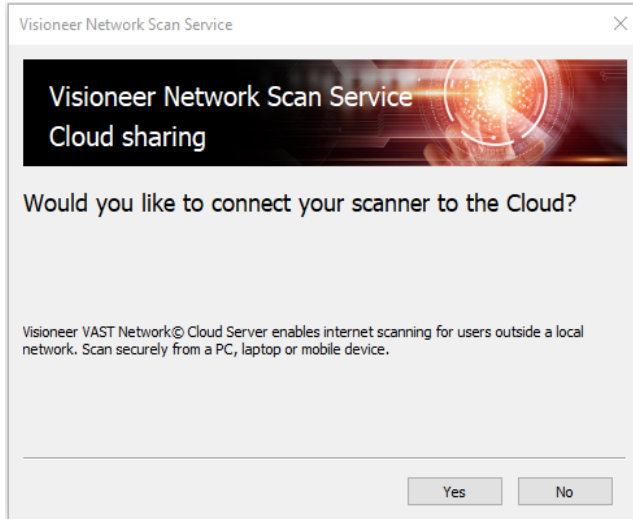 Visioneer Network Scan Service
Visioneer Network Scan Service
Cloud sharing
Would you like to connect your scanner to the Cloud?
Visioneer VAST Network© Cloud Server enables internet scanning for users outside a local
network. Scan securely from a PC, laptop or mobile device.
Yes No